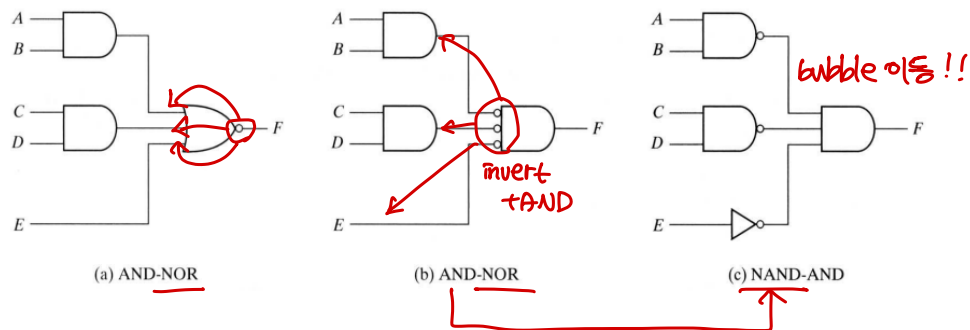 A
B
C
D
E
F
(a) AND-NOR
A
B
C
D
E
F
invert
+AND
(b) AND-NOR
A
B
C
D
E
F
bubble 이동!!
(c) NAND-AND